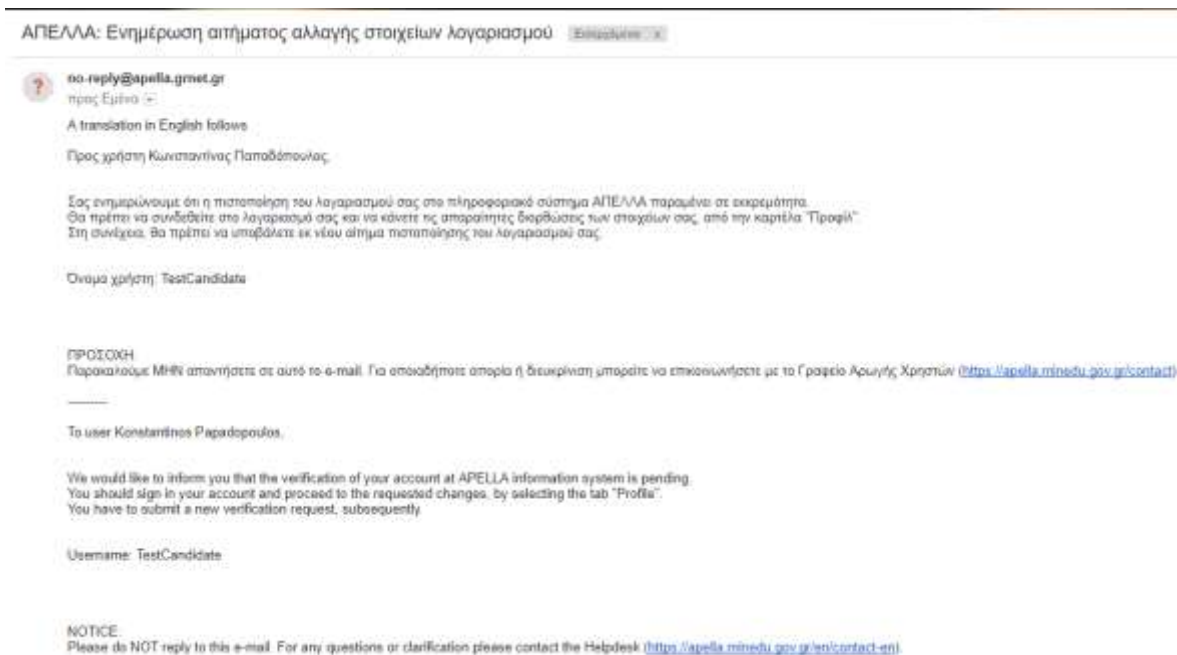 ΑΠΕΛΛΑ: Ενημέρωση αιτήματος αλλαγής στοιχείων λογαριασμού Εισερχόμενα x
no-reply@apella.grnet.gr
προς Εμένα
A translation in English follows
Προς χρήστη Κωνσταντίνος Παπαδόπουλος,
Σας ενημερώνουμε ότι η πιστοποίηση του λογαριασμού σας στο πληροφοριακό σύστημα ΑΠΕΛΛΑ παραμένει σε εκκρεμότητα.
Θα πρέπει να συνδεθείτε στο λογαριασμό σας και να κάνετε τις απαραίτητες διορθώσεις των στοιχείων σας, από την καρτέλα "Προφίλ".
Στη συνέχεια, θα πρέπει να υποβάλετε εκ νέου αίτημα πιστοποίησης του λογαριασμού σας.
Όνομα χρήστη: TestCandidate
ΠΡΟΣΟΧΗ
Παρακαλούμε ΜΗΝ απαντήσετε σε αυτό το e-mail. Για οποιαδήποτε απορία ή διευκρίνιση μπορείτε να επικοινωνήσετε με το Γραφείο Αρωγής Χρηστών (https://apella.minedu.gov.gr/contact)
----------
To user Konstantinos Papadopoulos,
We would like to inform you that the verification of your account at APELLA information system is pending.
You should sign in your account and proceed to the requested changes, by selecting the tab "Profile".
You have to submit a new verification request, subsequently.
Username: TestCandidate
NOTICE
Please do NOT reply to this e-mail. For any questions or clarification please contact the Helpdesk (https://apella.minedu.gov.gr/en/contact-en).